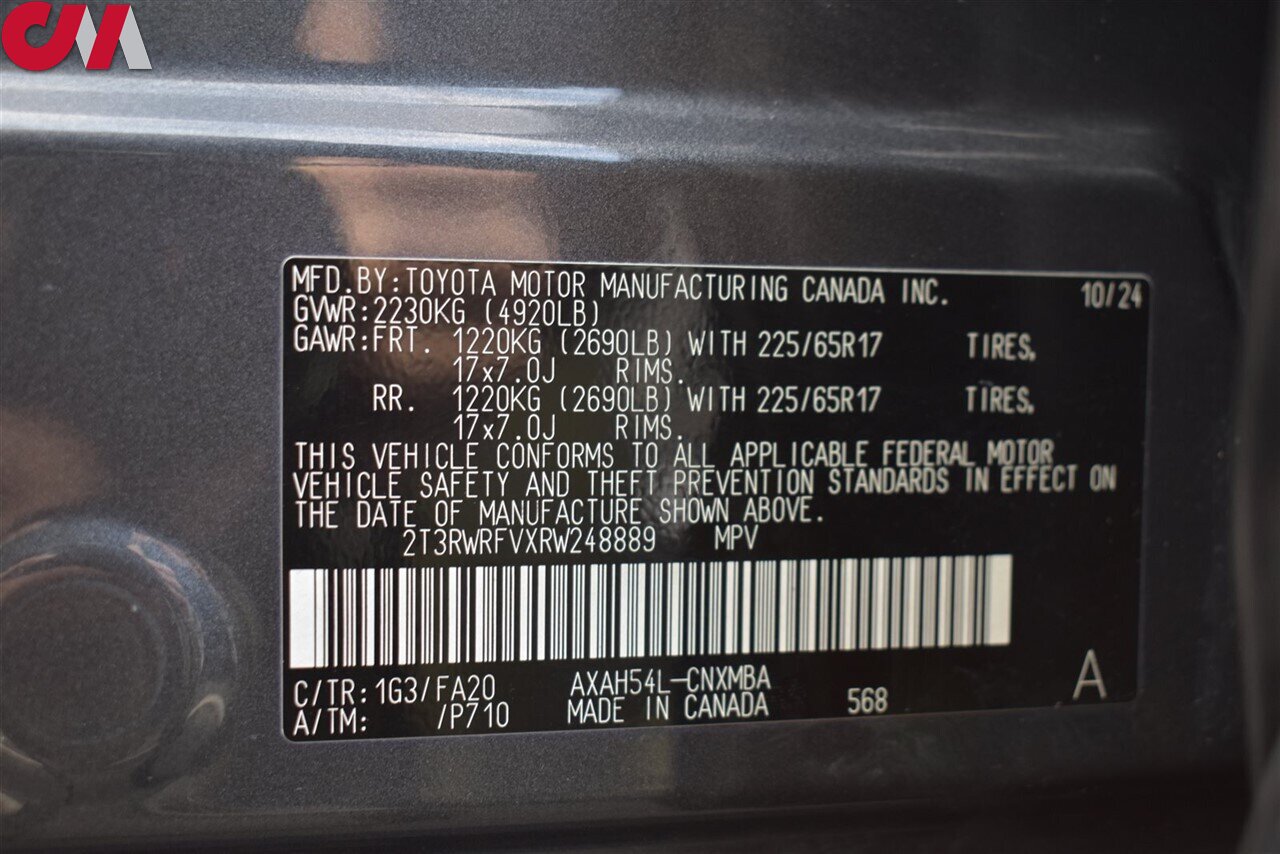 CM
MFD.BY:TOYOTA MOTOR MANUFACTURING CANADA INC. 10/24
GVWR:2230KG (4920LB)
GAWR:FRT. 1220KG (2690LB) WITH 225/65R17 TIRES,
17x7.0J RIMS.
RR. 1220KG (2690LB) WITH 225/65R17 TIRES,
17x7.0J RIMS.
THIS VEHICLE CONFORMS TO ALL APPLICABLE FEDERAL MOTOR
VEHICLE SAFETY AND THEFT PREVENTION STANDARDS IN EFFECT ON
THE DATE OF MANUFACTURE SHOWN ABOVE.
2T3RWRFVXRW248889 MPV
C/TR:1G3/FA20 AXAH54L-CNXMBA
A/TM: /P710 MADE IN CANADA 568 A